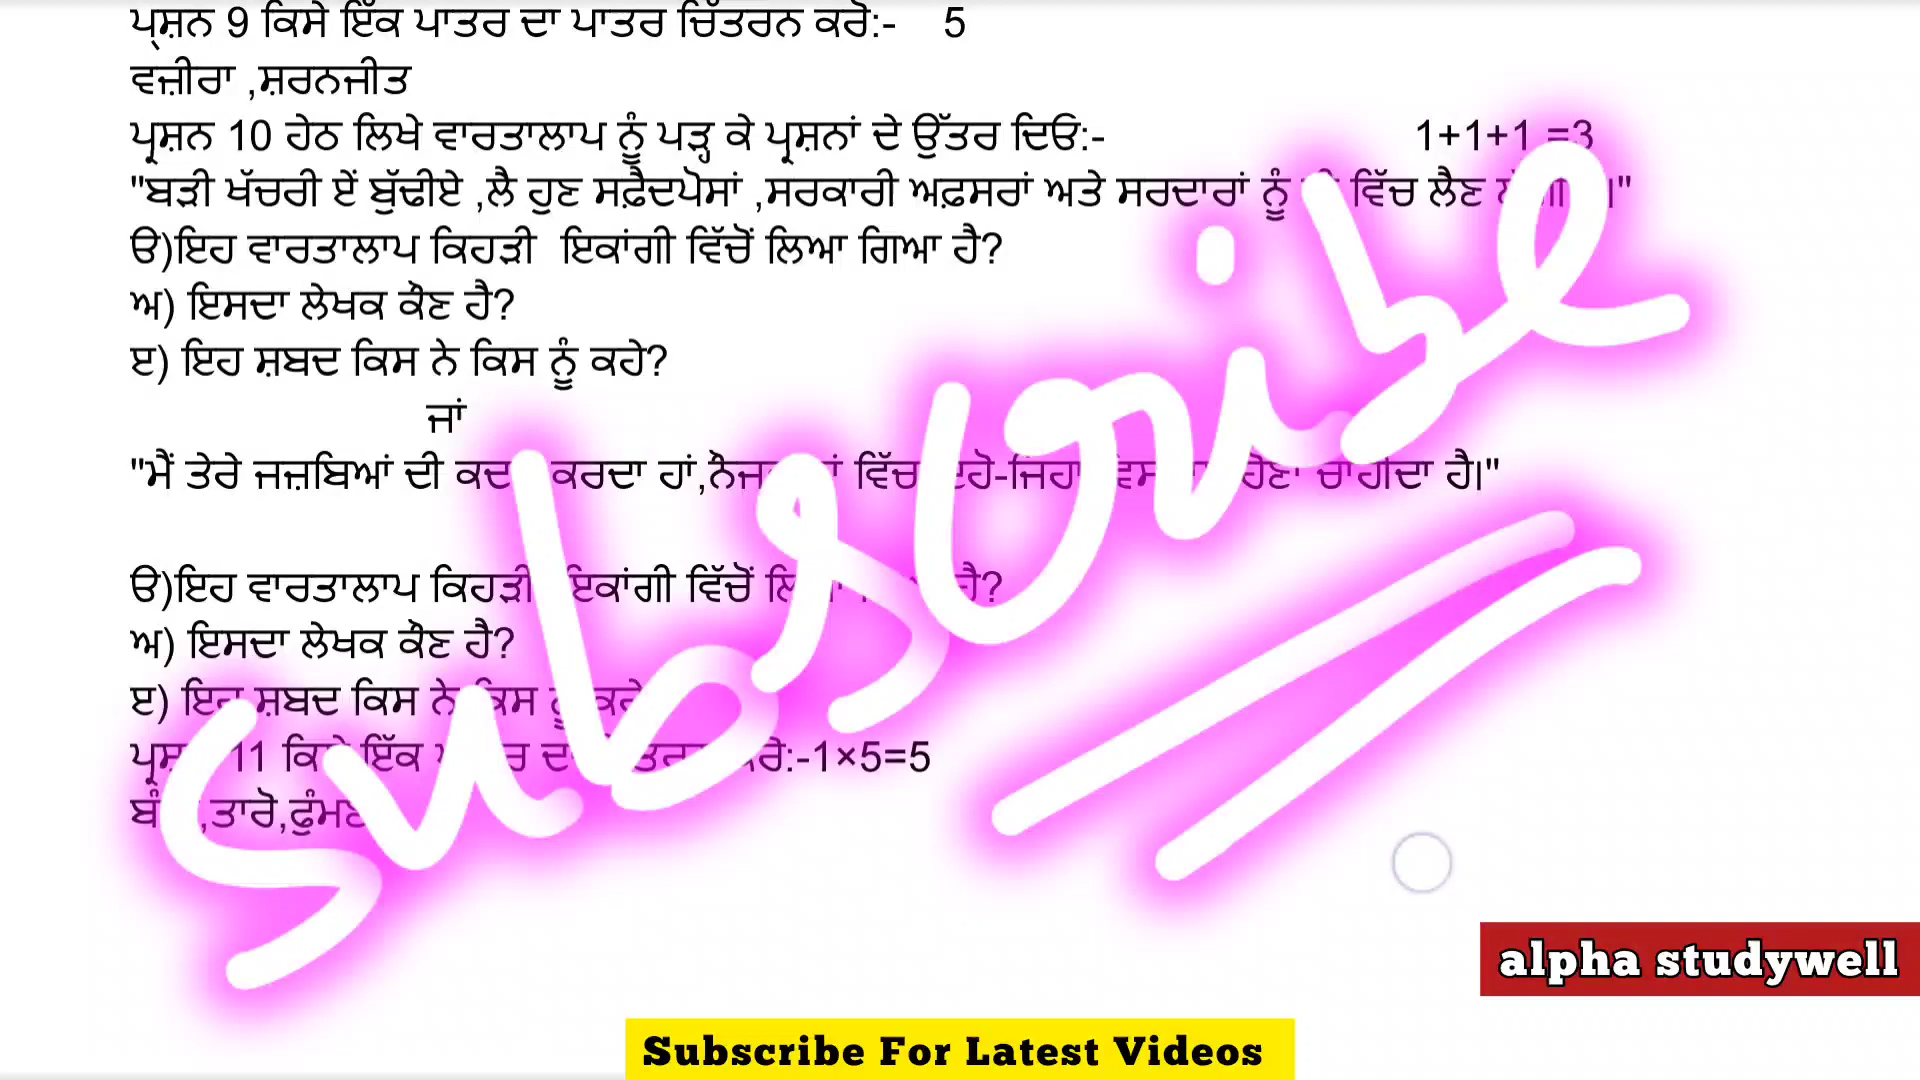 ਪ੍ਰਸ਼ਨ 9 ਕਿਸੇ ਇੱਕ ਪਾਤਰ ਦਾ ਪਾਤਰ ਚਿੱਤਰਨ ਕਰੋ:- 5
ਵਜ਼ੀਰਾ ,ਸ਼ਰਨਜੀਤ
ਪ੍ਰਸ਼ਨ 10 ਹੇਠ ਲਿਖੇ ਵਾਰਤਾਲਾਪ ਨੂੰ ਪੜ੍ਹ ਕੇ ਪ੍ਰਸ਼ਨਾਂ ਦੇ ਉੱਤਰ ਦਿਓ:- 1+1+1 =3
"ਬੜੀ ਖੱਚਰੀ ਏਂ ਬੁੱਢੀਏ ,ਲੈ ਹੁਣ ਸਫ਼ੈਦਪੋਸਾਂ ,ਸਰਕਾਰੀ ਅਫ਼ਸਰਾਂ ਅਤੇ ਸਰਦਾਰਾਂ ਨੂੰ ਵਿੱਚ ਲੈਣ
ੳ)ਇਹ ਵਾਰਤਾਲਾਪ ਕਿਹੜੀ ਇਕਾਂਗੀ ਵਿੱਚੋਂ ਲਿਆ ਗਿਆ ਹੈ?
ਅ) ਇਸਦਾ ਲੇਖਕ ਕੌਣ ਹੈ?
ੲ) ਇਹ ਸ਼ਬਦ ਕਿਸ ਨੇ ਕਿਸ ਨੂੰ ਕਹੇ?
ਜਾਂ
"ਮੈਂ ਤੇਰੇ ਜਜ਼ਬਿਆਂ ਦੀ ਕਰਦਾ ਹਾਂ, ਵਿੱਚ ਚਾਹੀਦਾ ਹੈ।"
ੳ)ਇਹ ਵਾਰਤਾਲਾਪ ਕਿਹੜੀ ਇਕਾਂਗੀ ਵਿੱਚੋਂ ਹੈ?
ਅ) ਇਸਦਾ ਲੇਖਕ ਕੌਣ ਹੈ?
ੲ) ਇਹ ਸ਼ਬਦ ਕਿਸ ਨੇ ਕਿਸ ਨੂੰ
11 ਇੱਕ ਕਰੋ:-1×5=5
,ਤਾਰੋ,
subscribe
alpha studywell
Subscribe For Latest Videos